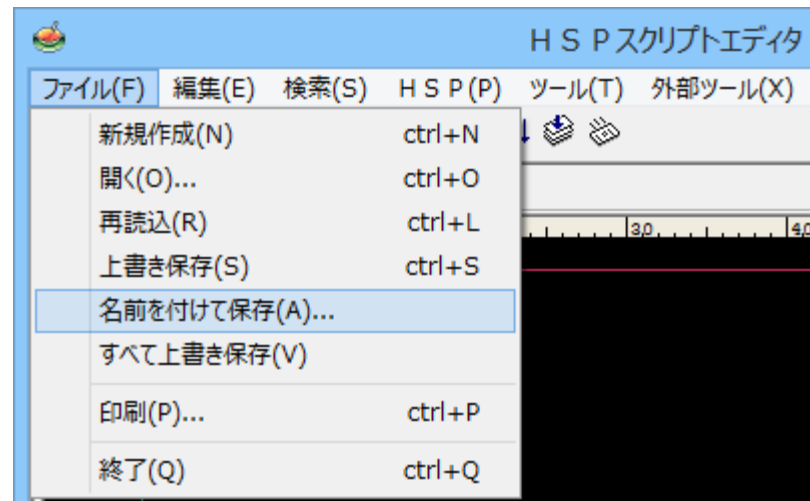 ＨＳＰスクリプトエディタ
ファイル(F) 編集(E) 検索(S) ＨＳＰ(P) ツール(T) 外部ツール(X)
新規作成(N) ctrl+N
開く(O)... ctrl+O
再読込(R) ctrl+L
上書き保存(S) ctrl+S
名前を付けて保存(A)...
すべて上書き保存(V)
印刷(P)... ctrl+P
終了(Q) ctrl+Q
30 40